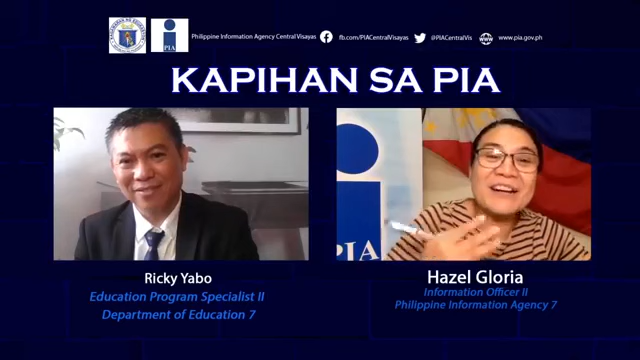 Philippine Information Agency Central Visayas fb.com/PIACentralVisayas @PIACentralVis www.pia.gov.ph
PIA
KAPIHAN SA PIA
PIA
Ricky Yabo
Education Program Specialist II
Department of Education 7
Hazel Gloria
Information Officer II
Philippine Information Agency 7